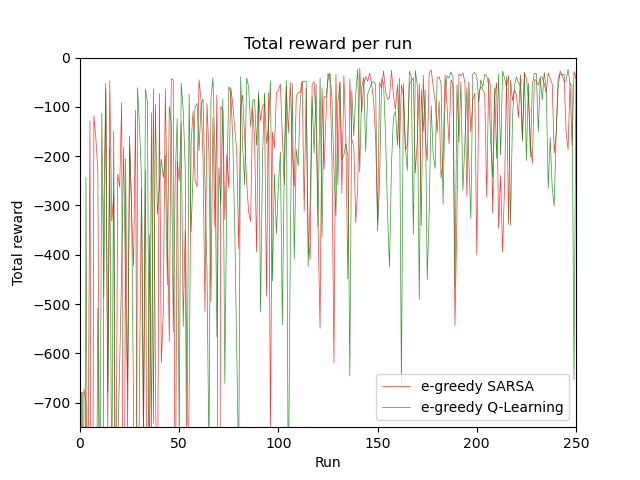 Total reward per run
Total reward
0
−100
−200
−300
−400
−500
−600
−700
0
50
100
150
200
250
Run
e-greedy SARSA
e-greedy Q-Learning